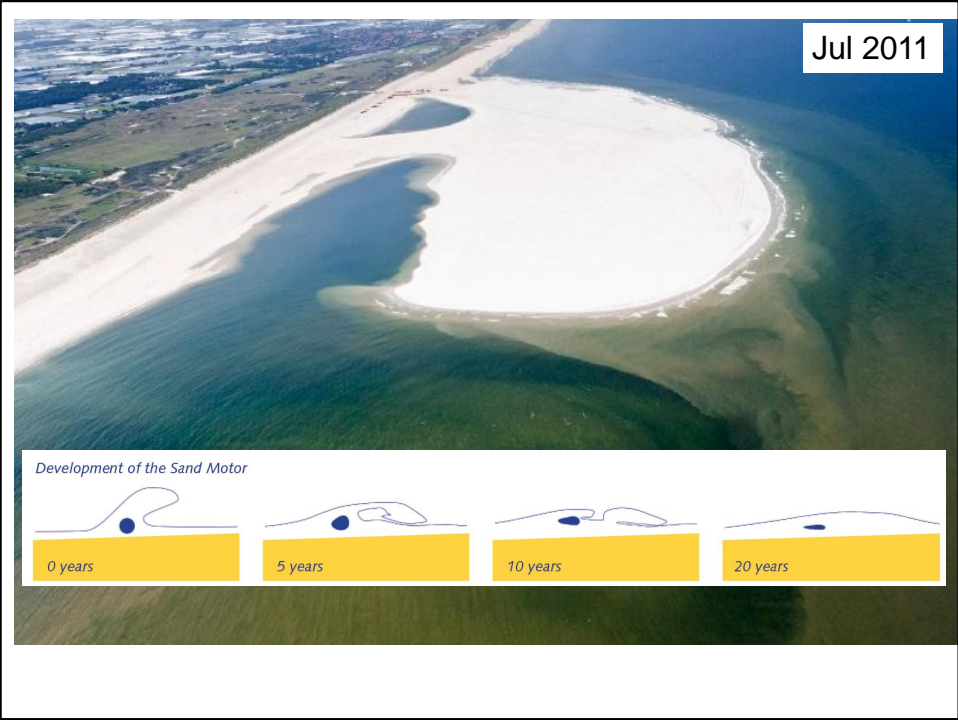 Jul 2011
Development of the Sand Motor
0 years
5 years
10 years
20 years